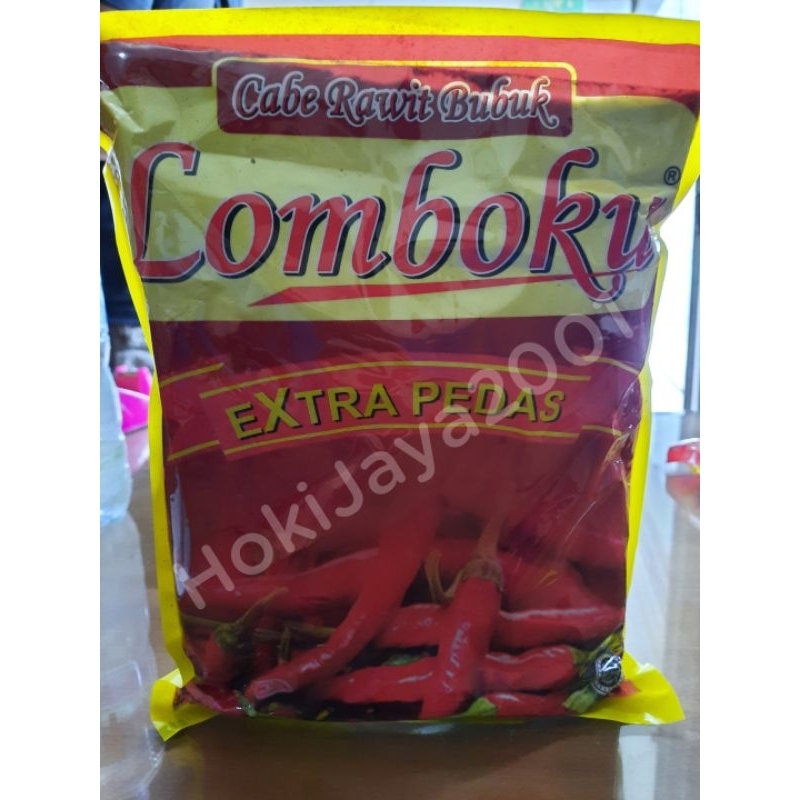 Cabe Rawit Bubuk
Lomboku®
EXTRA PEDAS
HokiJaya2001